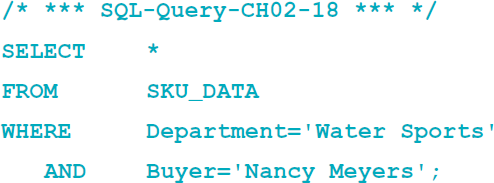 /* *** SQL-Query-CH02-18 *** */
SELECT *
FROM SKU_DATA
WHERE Department='Water Sports'
AND Buyer='Nancy Meyers';